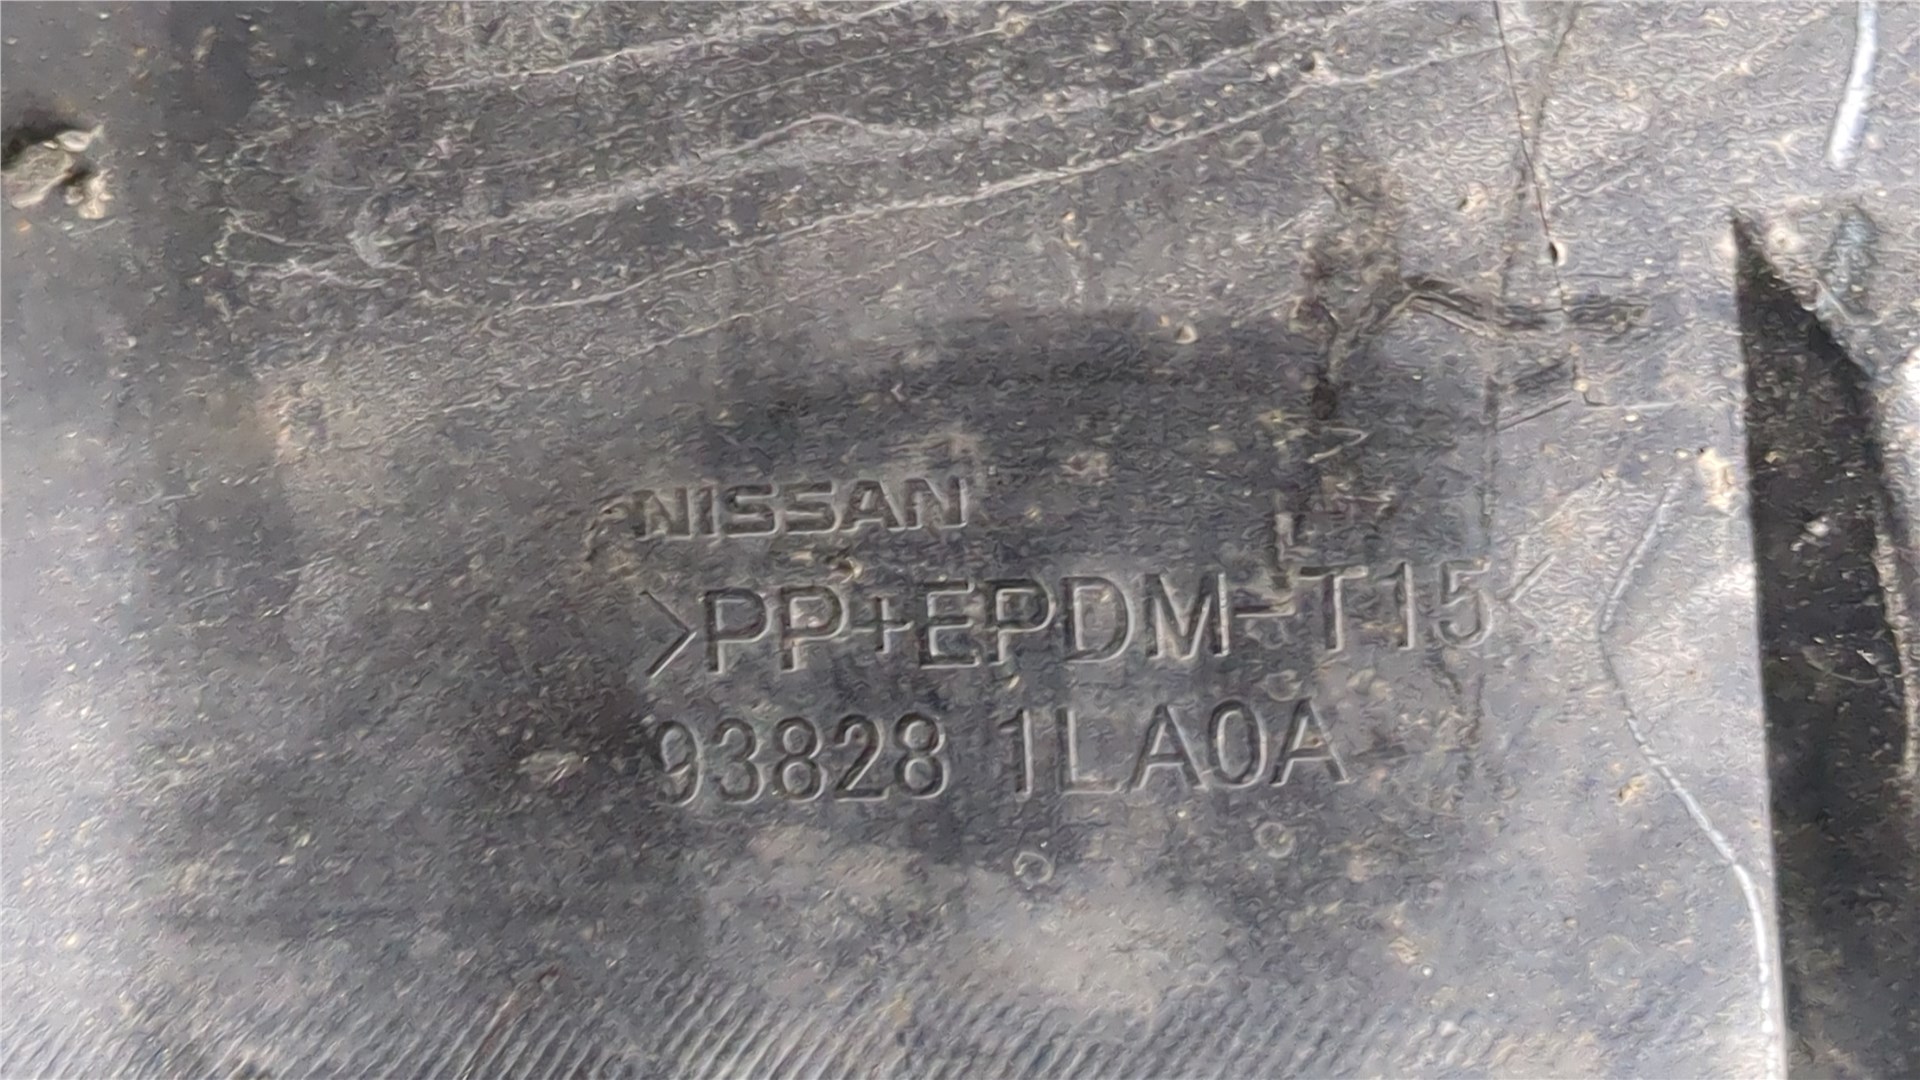 NISSAN
>PP+EPDM-T15<
93828 1LA0A